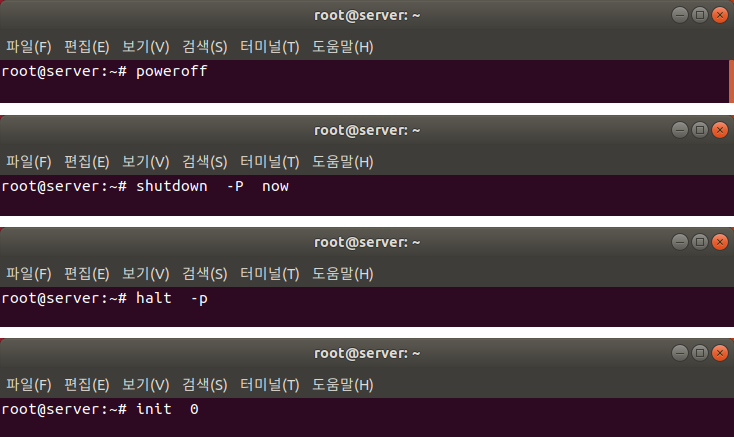 root@server: ~
파일(F) 편집(E) 보기(V) 검색(S) 터미널(T) 도움말(H)
root@server:~# poweroff
root@server: ~
파일(F) 편집(E) 보기(V) 검색(S) 터미널(T) 도움말(H)
root@server:~# shutdown  -P  now
root@server: ~
파일(F) 편집(E) 보기(V) 검색(S) 터미널(T) 도움말(H)
root@server:~# halt  -p
root@server: ~
파일(F) 편집(E) 보기(V) 검색(S) 터미널(T) 도움말(H)
root@server:~# init  0